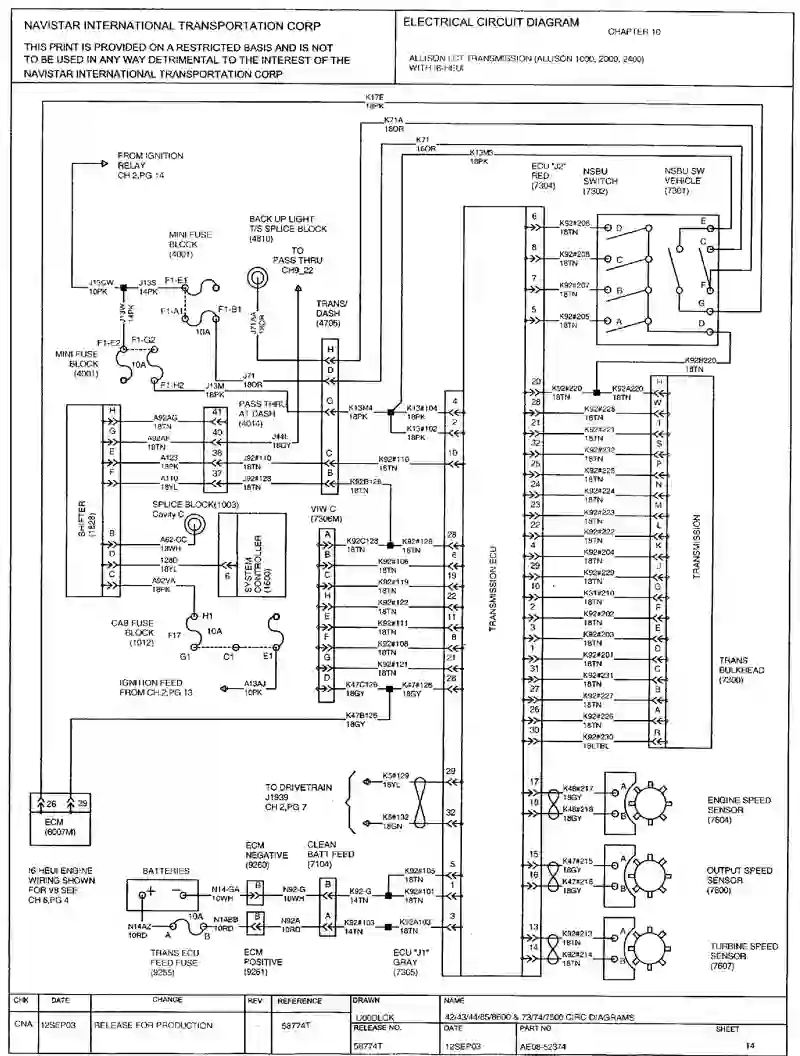 NAVISTAR INTERNATIONAL TRANSPORTATION CORP
THIS PRINT IS PROVIDED ON A RESTRICTED BASIS AND IS NOT
TO BE USED IN ANY WAY DETRIMENTAL TO THE INTEREST OF THE
NAVISTAR INTERNATIONAL TRANSPORTATION CORP
ELECTRICAL CIRCUIT DIAGRAM
CHAPTER 10
ALLISON LCT TRANSMISSION (ALLISON 1000, 2000, 2400)
WITH I6-HEUI
K17E
18PK
K71A
18OR
K71
18OR
K13MS
18PK
FROM IGNITION
RELAY
CH 2,PG 14
ECU "J2"
RED
(7304)
NSBU
SWITCH
(7302)
NSBU SW
VEHICLE
(7301)
BACK UP LIGHT
T/S SPLICE BLOCK
(4810)
TO
PASS THRU
CH9_22
MINI FUSE
BLOCK
(4001)
J13GW
10PK
J13S
14PK
F1-E1
F1-A1
F1-B1
10A
J13W
14PK
J71AA
18OR
TRANS/
DASH
(4705)
F1-E2
F1-G2
MINI FUSE
BLOCK
(4001)
10A
F1-H2
J71
18OR
J13M
18PK
H
D
G
C
B
6
K92#206
18TN
D
8
K92#208
18TN
C
7
K92#207
18TN
B
5
K92#205
18TN
A
E
C
F
G
D
K92B220
18TN
SHIFTER
(1828)
H
G
E
F
B
D
C
A92AG
18TN
A92AF
18TN
A123
18PK
A110
18YL
41
40
38
37
PASS THRU
AT DASH
(4014)
J44E
18GY
J92#110
18TN
J92#128
18TN
K13M4
18PK
K13#104
18PK
K13#102
18PK
4
2
10
K92#110
18TN
K92B128
18TN
SPLICE BLOCK(1003)
Cavity C
A62-GC
18WH
128D
18YL
A92VA
18PK
6
SYSTEM
CONTROLLER
(1600)
VIW C
(7306M)
A
K92C128
18TN
K92#128
18TN
28
B
K92#106
18TN
6
C
K92#119
18TN
19
H
K92#122
18TN
22
E
K92#111
18TN
11
F
K92#108
18TN
8
G
K92#121
18TN
21
D
K47C126
18GY
K47#126
18GY
26
K47B126
18GY
CAB FUSE
BLOCK
(1012)
H1
F17
10A
G1
C1
E1
IGNITION FEED
FROM CH.2,PG 13
A13AJ
10PK
TRANSMISSION ECU
20
K92#220
18TN
K92A220
18TN
H
28
K92#228
18TN
W
21
K92#221
18TN
T
32
K92#232
18TN
S
25
K92#225
18TN
P
24
K92#224
18TN
N
23
K92#223
18TN
M
22
K92#222
18TN
L
4
K92#204
18TN
K
29
K92#229
18TN
J
10
K31#210
18TN
G
2
K92#202
18TN
F
3
K92#203
18TN
E
1
K92#201
18TN
D
31
K92#231
18TN
C
27
K92#227
18TN
B
26
K92#226
18TN
A
30
K92#230
18LTBL
R
TRANSMISSION
TRANS
BULKHEAD
(7300)
26
39
ECM
(6007M)
I6 HEUI ENGINE
WIRING SHOWN
FOR V8 SEE
CH 6,PG 4
TO DRIVETRAIN
J1939
CH 2,PG 7
K5#129
18YL
29
K5#132
18GN
32
17
K48#217
18GY
A
18
K48#218
18GY
B
ENGINE SPEED
SENSOR
(7604)
15
K47#215
18GY
A
16
K47#216
18GY
B
OUTPUT SPEED
SENSOR
(7600)
13
K92#213
18TN
A
14
K92#214
18TN
B
TURBINE SPEED
SENSOR
(7607)
ECM
NEGATIVE
(9260)
CLEAN
BATT FEED
(7104)
BATTERIES
+
-
N14-GA
10WH
B
N92-G
10WH
B
K92-G
14TN
K92#105
18TN
5
K92#101
18TN
1
N14AZ
10RD
10A
A
B
N14BB
10RD
B
N92A
10RD
A
K92#103
14TN
K92A103
18TN
3
TRANS ECU
FEED FUSE
(9255)
ECM
POSITIVE
(9261)
ECU "J1"
GRAY
(7305)
CHK
DATE
CHANGE
REV
REFERENCE
DRAWN
NAME
CNA
12SEP03
RELEASE FOR PRODUCTION
-
58774T
U00DLCK
42/43/44/85/8600 & 73/74/7500 CIRC DIAGRAMS
RELEASE NO.
DATE
PART NO
SHEET
58774T
12SEP03
AE08-52374
14